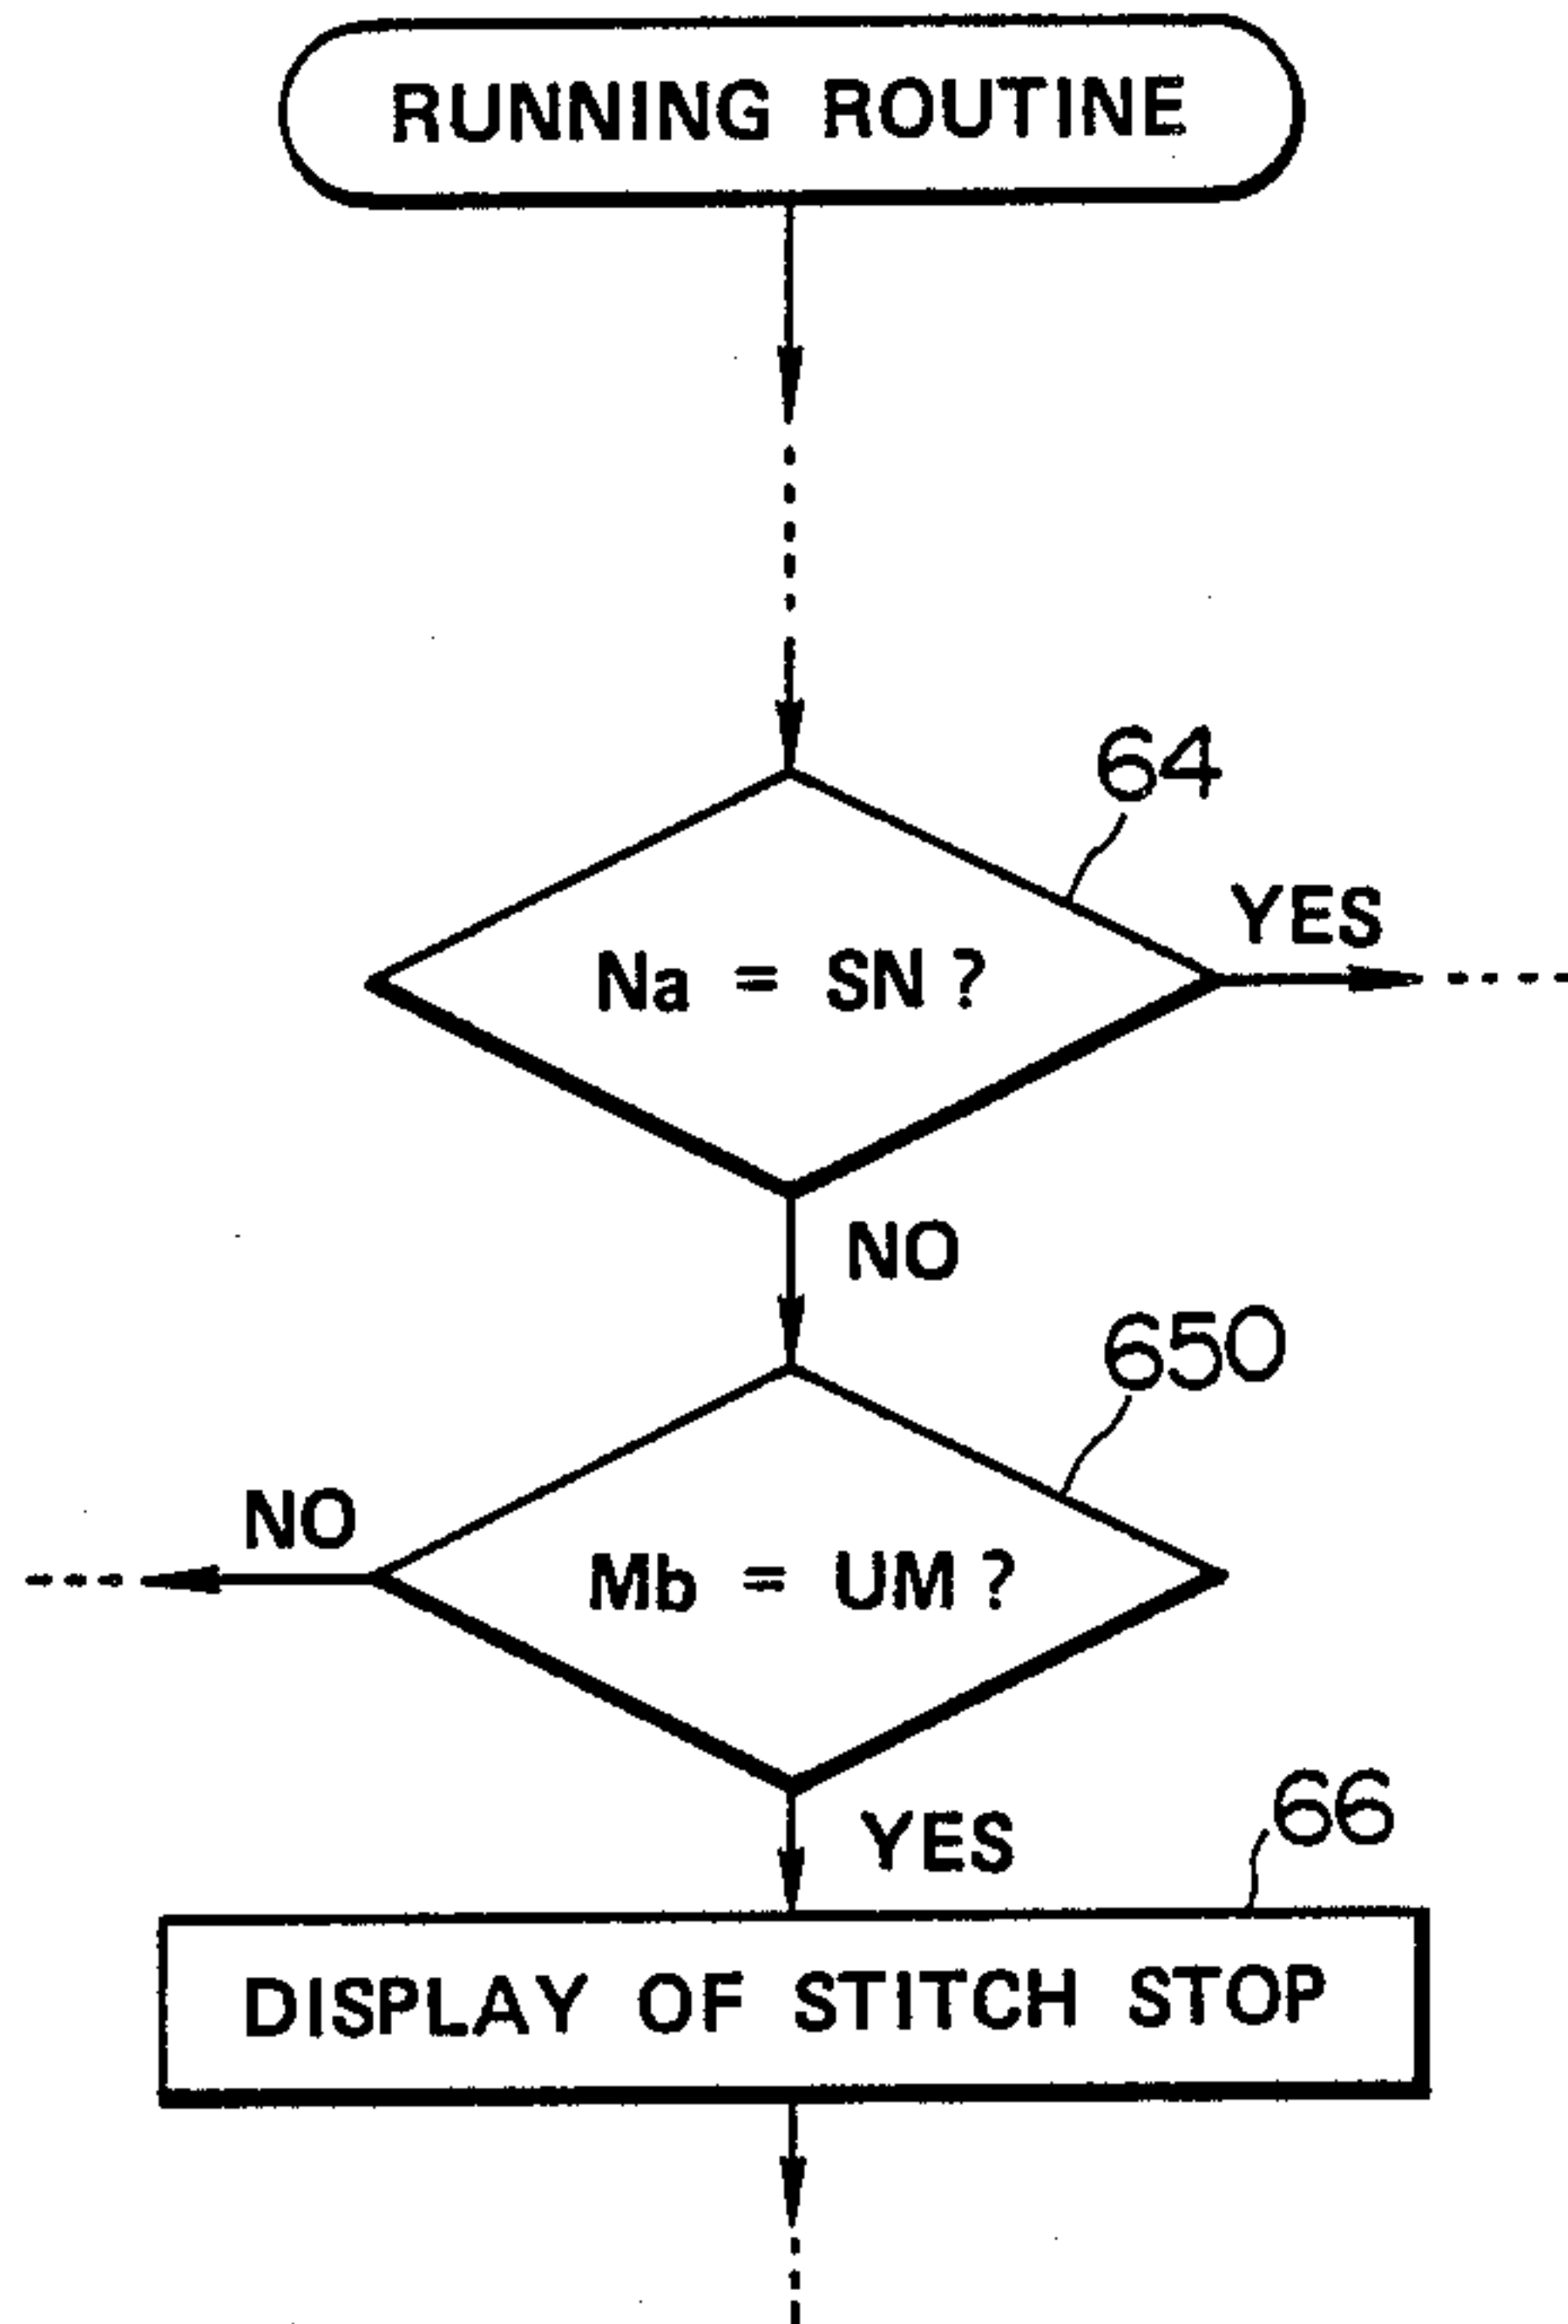 RUNNING ROUTINE
64
YES
Na = SN ?
NO
650
NO
Mb = UM ?
YES
66
DISPLAY OF STITCH STOP